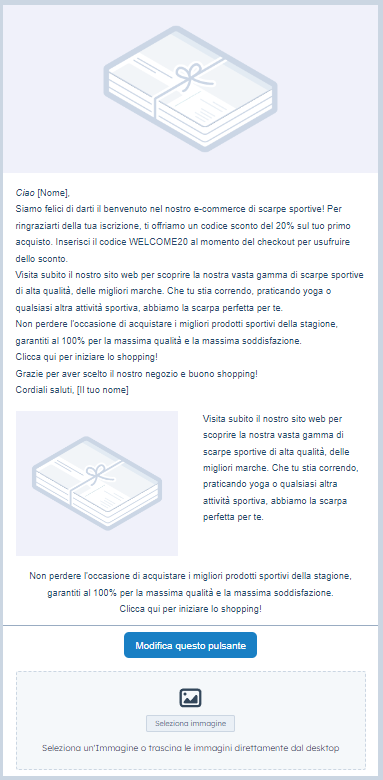 Ciao [Nome],
Siamo felici di darti il benvenuto nel nostro e-commerce di scarpe sportive! Per
ringraziarti della tua iscrizione, ti offriamo un codice sconto del 20% sul tuo primo
acquisto. Inserisci il codice WELCOME20 al momento del checkout per usufruire
dello sconto.
Visita subito il nostro sito web per scoprire la nostra vasta gamma di scarpe sportive
di alta qualità, delle migliori marche. Che tu stia correndo, praticando yoga o
qualsiasi altra attività sportiva, abbiamo la scarpa perfetta per te.
Non perdere l'occasione di acquistare i migliori prodotti sportivi della stagione,
garantiti al 100% per la massima qualità e la massima soddisfazione.
Clicca qui per iniziare lo shopping!
Grazie per aver scelto il nostro negozio e buono shopping!
Cordiali saluti, [Il tuo nome]
Visita subito il nostro sito web per
scoprire la nostra vasta gamma di
scarpe sportive di alta qualità, delle
migliori marche. Che tu stia correndo,
praticando yoga o qualsiasi altra
attività sportiva, abbiamo la scarpa
perfetta per te.
Non perdere l'occasione di acquistare i migliori prodotti sportivi della stagione,
garantiti al 100% per la massima qualità e la massima soddisfazione.
Clicca qui per iniziare lo shopping!
Modifica questo pulsante
Seleziona immagine
Seleziona un'Immagine o trascina le immagini direttamente dal desktop